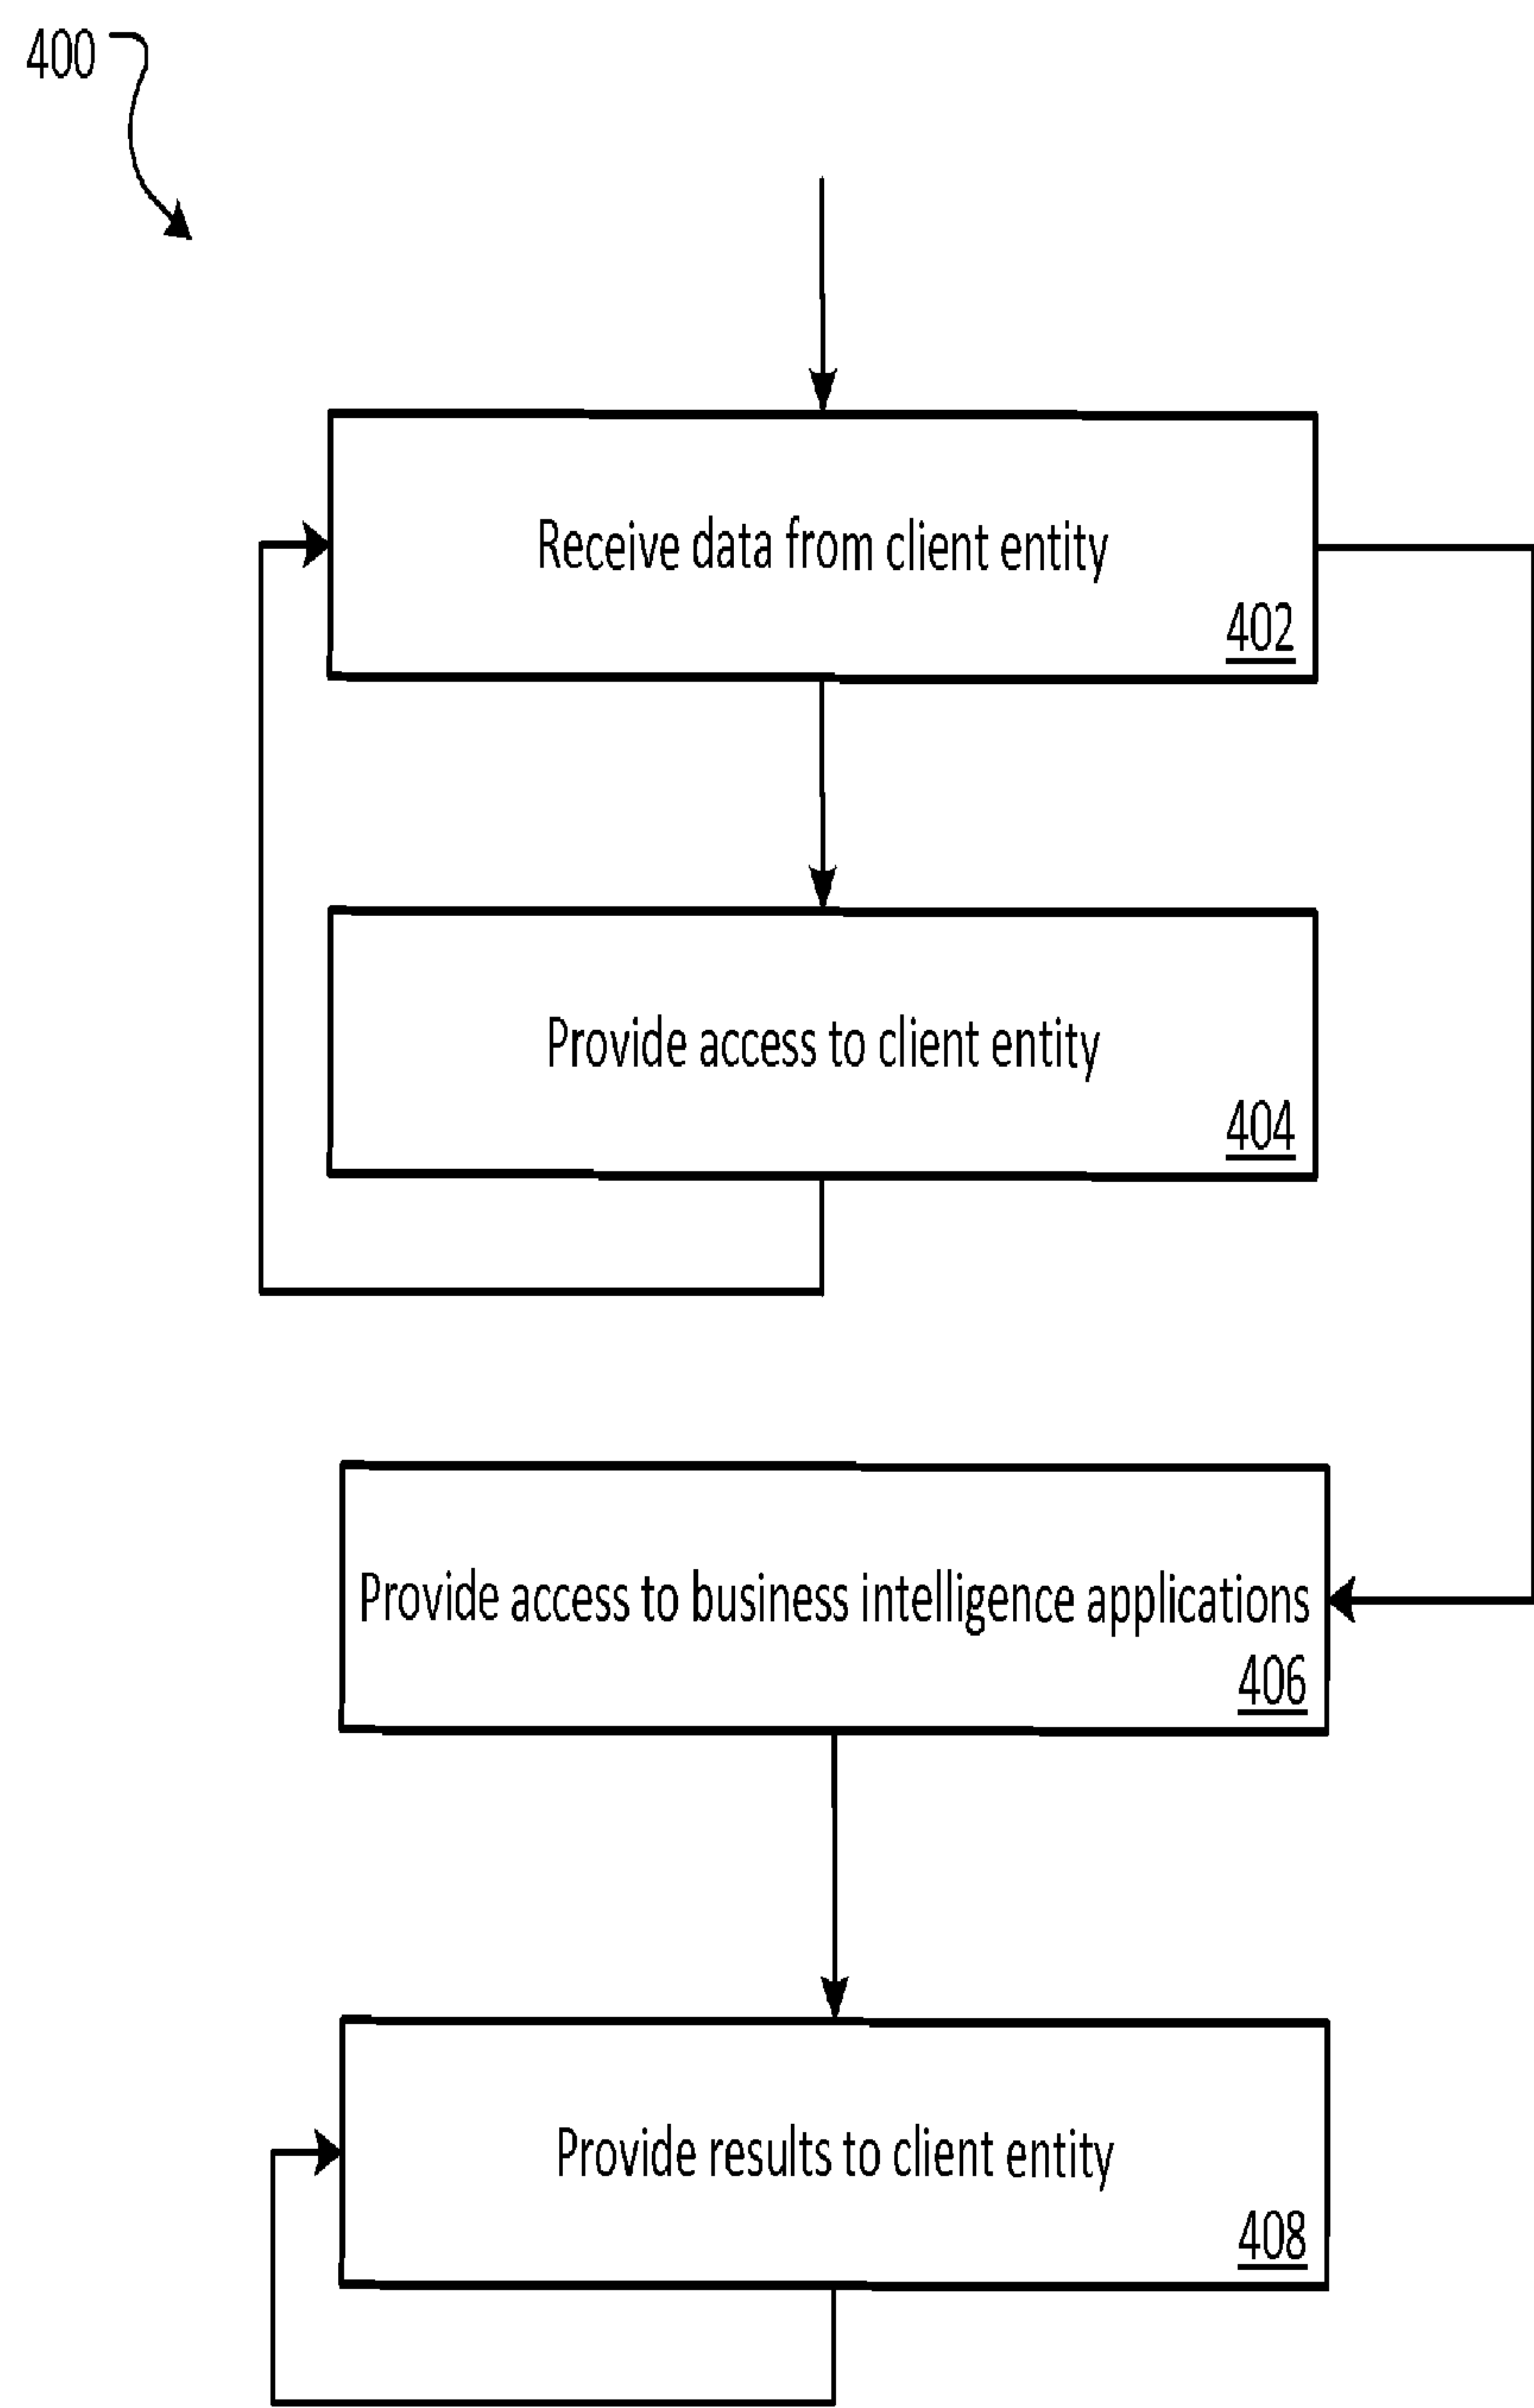 400
Receive data from client entity
402
Provide access to client entity
404
Provide access to business intelligence applications
406
Provide results to client entity
408